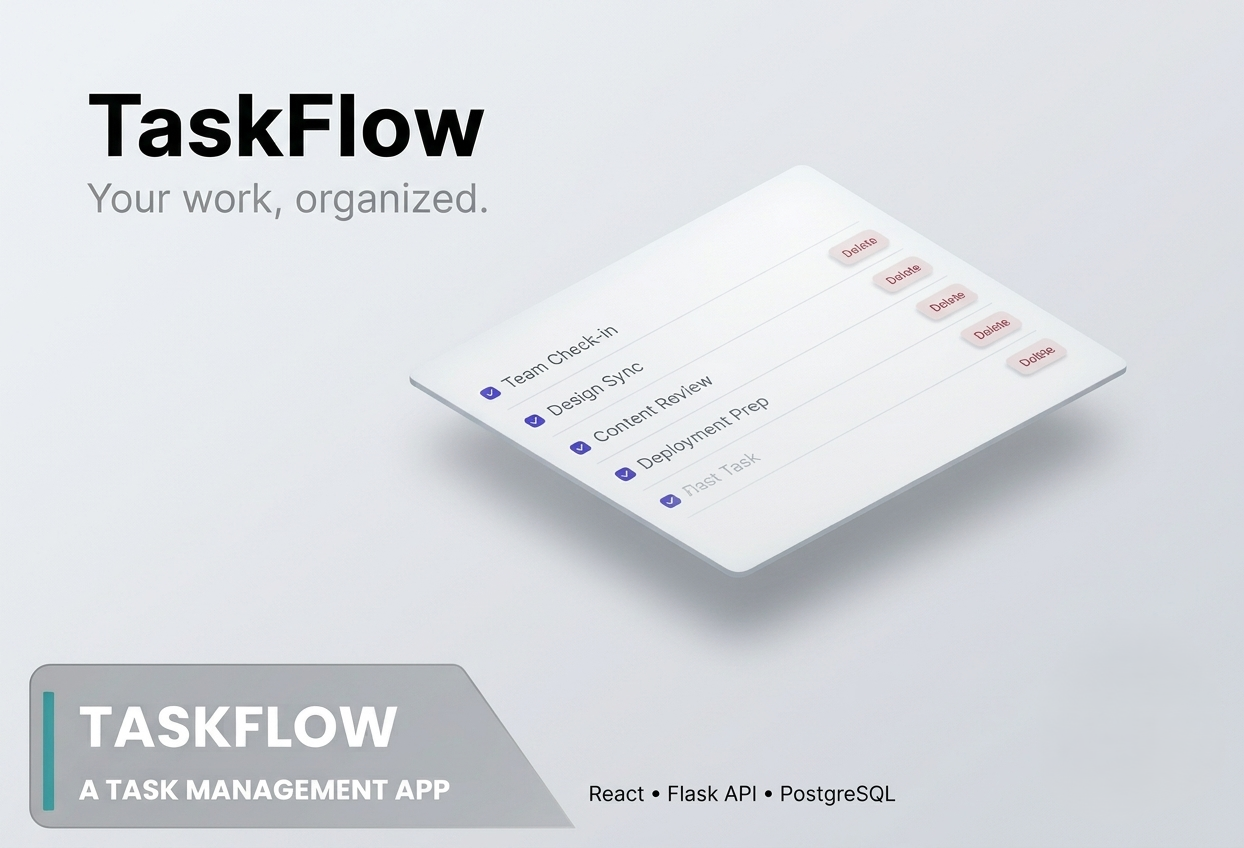 TaskFlow
Your work, organized.
Team Check-in
Delete
Design Sync
Delete
Content Review
Delete
Deployment Prep
Delete
Task
TASKFLOW
A TASK MANAGEMENT APP
React • Flask API • PostgreSQL